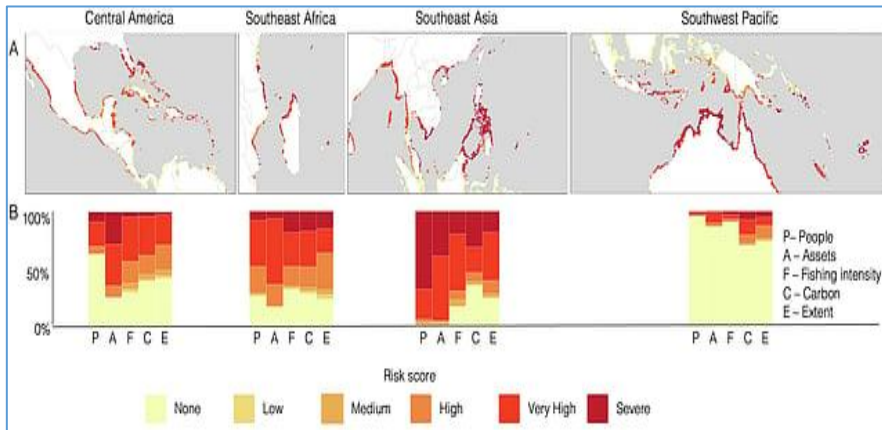 Central America Southeast Africa Southeast Asia Southwest Pacific
A
B
100%
50%
0%
P A F C E P A F C E P A F C E P A F C E
P – People
A – Assets
F – Fishing intensity
C – Carbon
E – Extent
Risk score
None Low Medium High Very High Severe